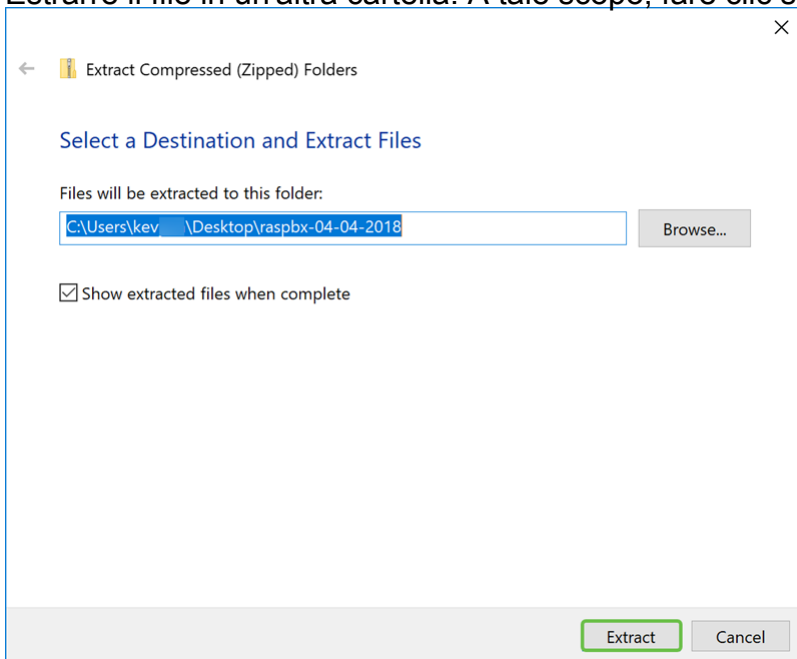 Estrarre il file in un'altra cartella. A tale scopo, fare clic s
Extract Compressed (Zipped) Folders
Select a Destination and Extract Files
Files will be extracted to this folder:
C:\Users\kev \Desktop\raspbx-04-04-2018
Browse...
Show extracted files when complete
Extract
Cancel